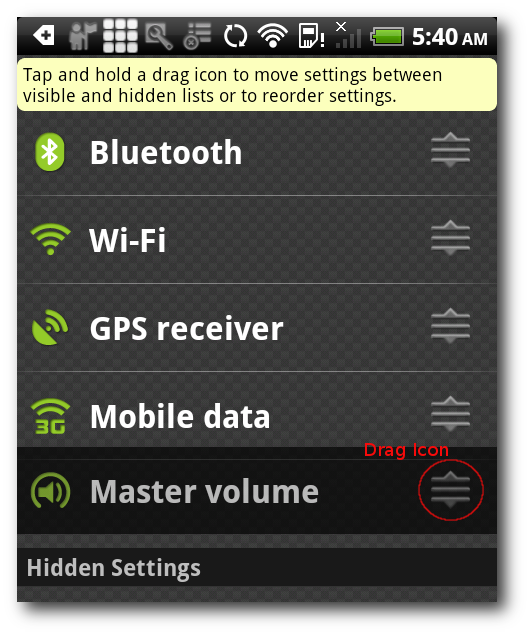 5:40 AM
Tap and hold a drag icon to move settings between
visible and hidden lists or to reorder settings.
Bluetooth
Wi-Fi
GPS receiver
Mobile data
3G
Drag icon
Master volume
Hidden Settings